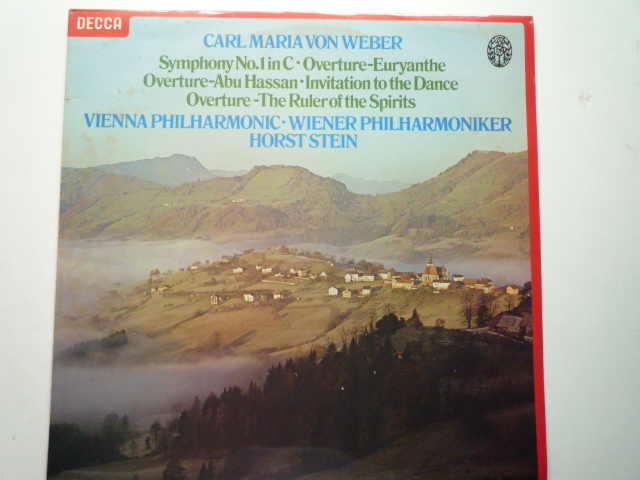 DECCA
CARL MARIA VON WEBER
Symphony No.1 in C · Overture-Euryanthe
Overture-Abu Hassan · Invitation to the Dance
Overture-The Ruler of the Spirits
VIENNA PHILHARMONIC · WIENER PHILHARMONIKER
HORST STEIN